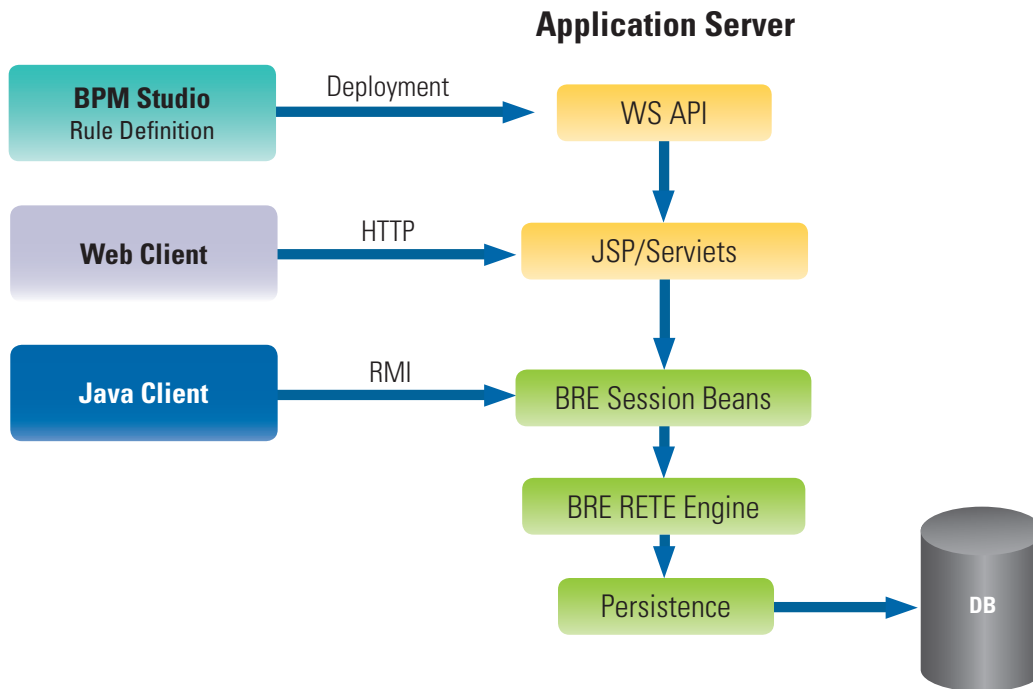 Application Server
BPM Studio
Rule Definition
Deployment
WS API
Web Client
HTTP
JSP/Serviets
Java Client
RMI
BRE Session Beans
BRE RETE Engine
Persistence
DB